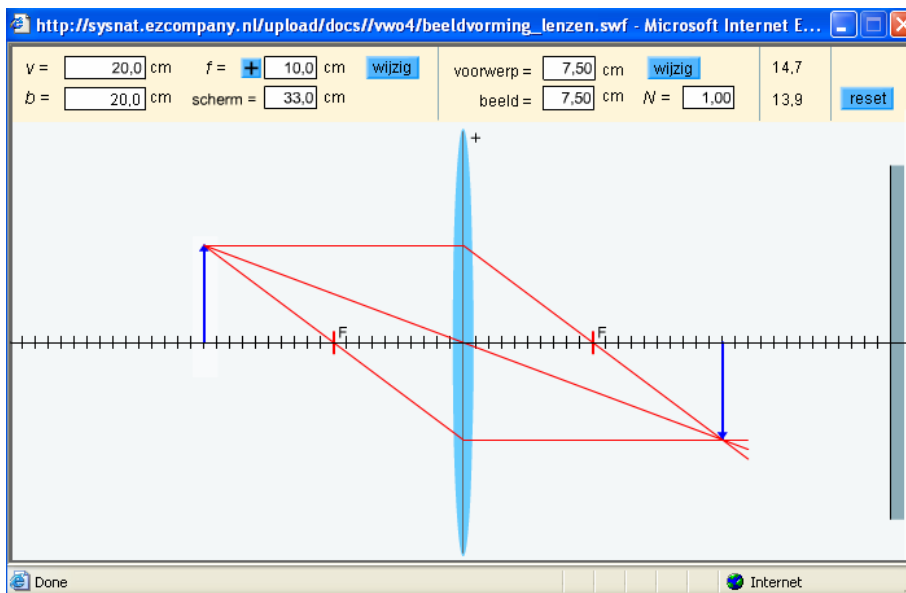 http://sysnat.ezcompany.nl/upload/docs//vwo4/beeldvorming_lenzen.swf - Microsoft Internet E...
v = 20,0 cm f = + 10,0 cm wijzig voorwerp = 7,50 cm wijzig 14,7
b = 20,0 cm scherm = 33,0 cm beeld = 7,50 cm N = 1,00 13,9 reset
+
F F
Done Internet